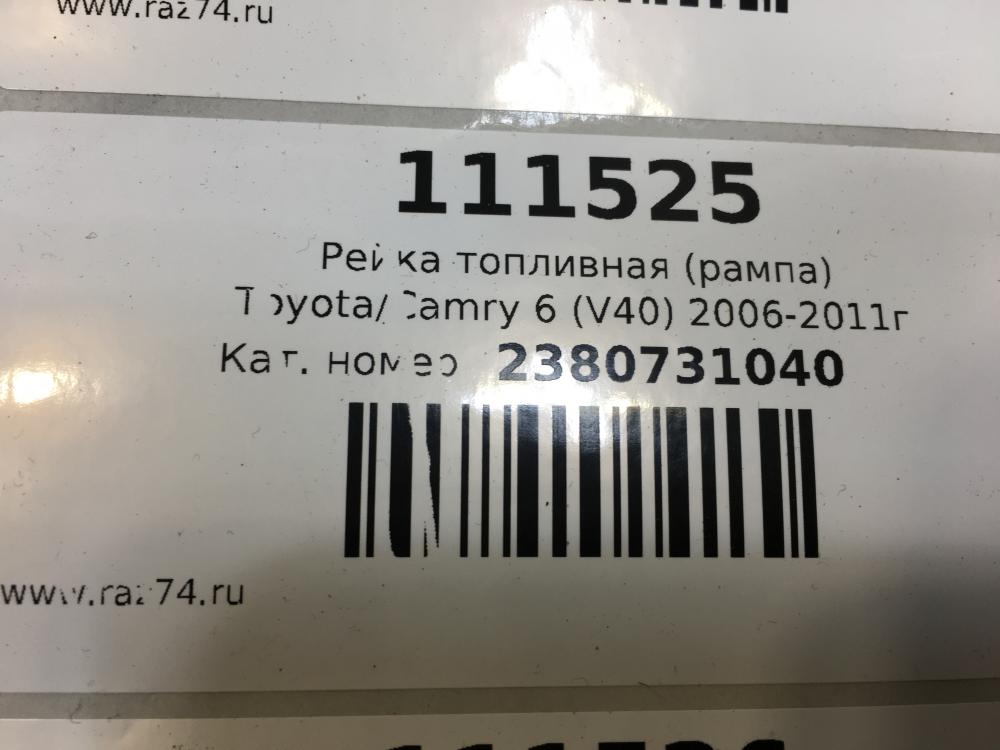 www.raz74.ru
111525
Рейка топливная (рампа)
Toyota/ Camry 6 (V40) 2006-2011г
Кат. номер 2380731040
www.raz74.ru